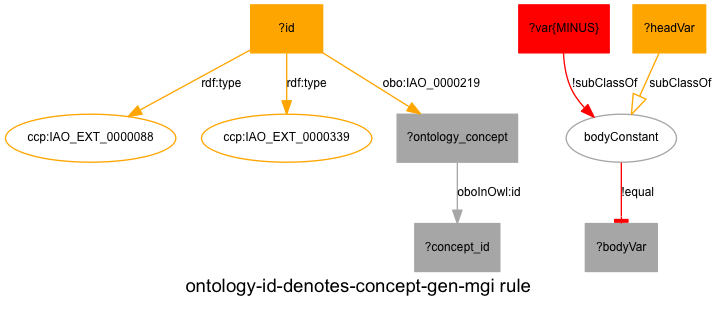 ?id
?var{MINUS}
?headVar
rdf:type
rdf:type
obo:IAO_0000219
!subClassOf
subClassOf
ccp:IAO_EXT_0000088
ccp:IAO_EXT_0000339
?ontology_concept
bodyConstant
oboInOwl:id
!equal
?concept_id
?bodyVar
ontology-id-denotes-concept-gen-mgi rule